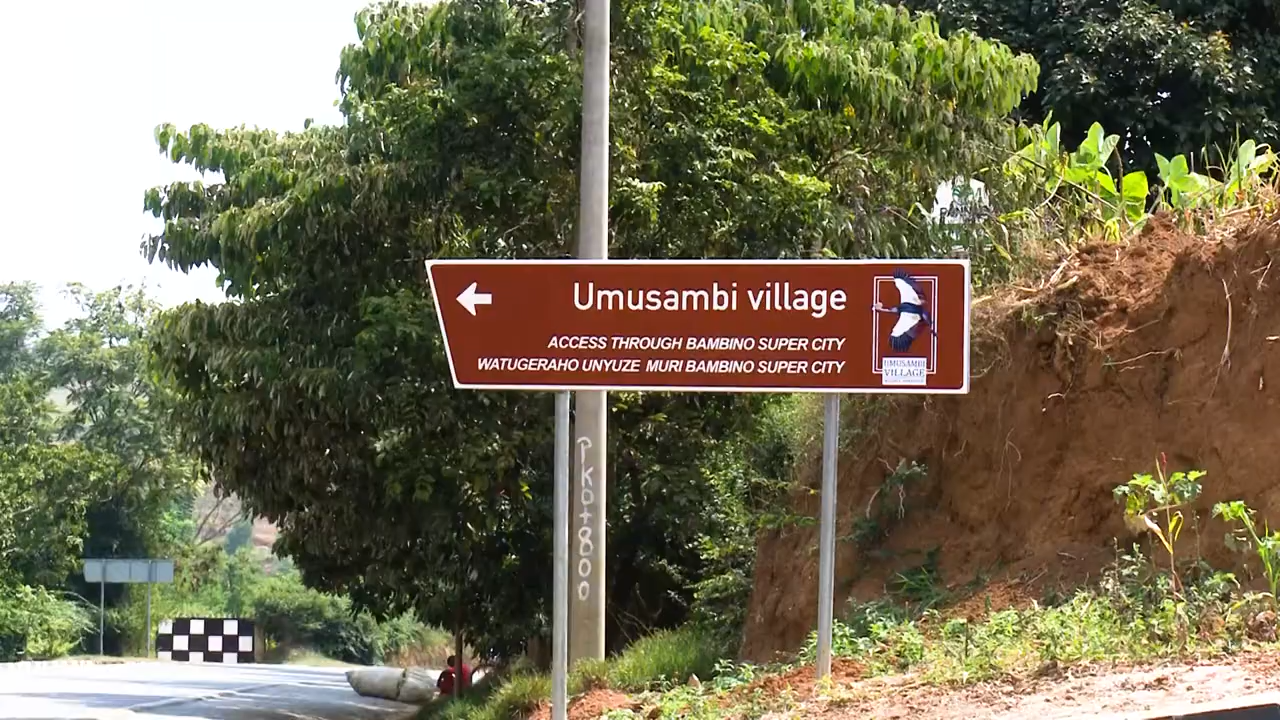 Umusambi village
ACCESS THROUGH BAMBINO SUPER CITY
WATUGERAHO UNYUZE MURI BAMBINO SUPER CITY
UMUSAMBI
VILLAGE
PK0+800